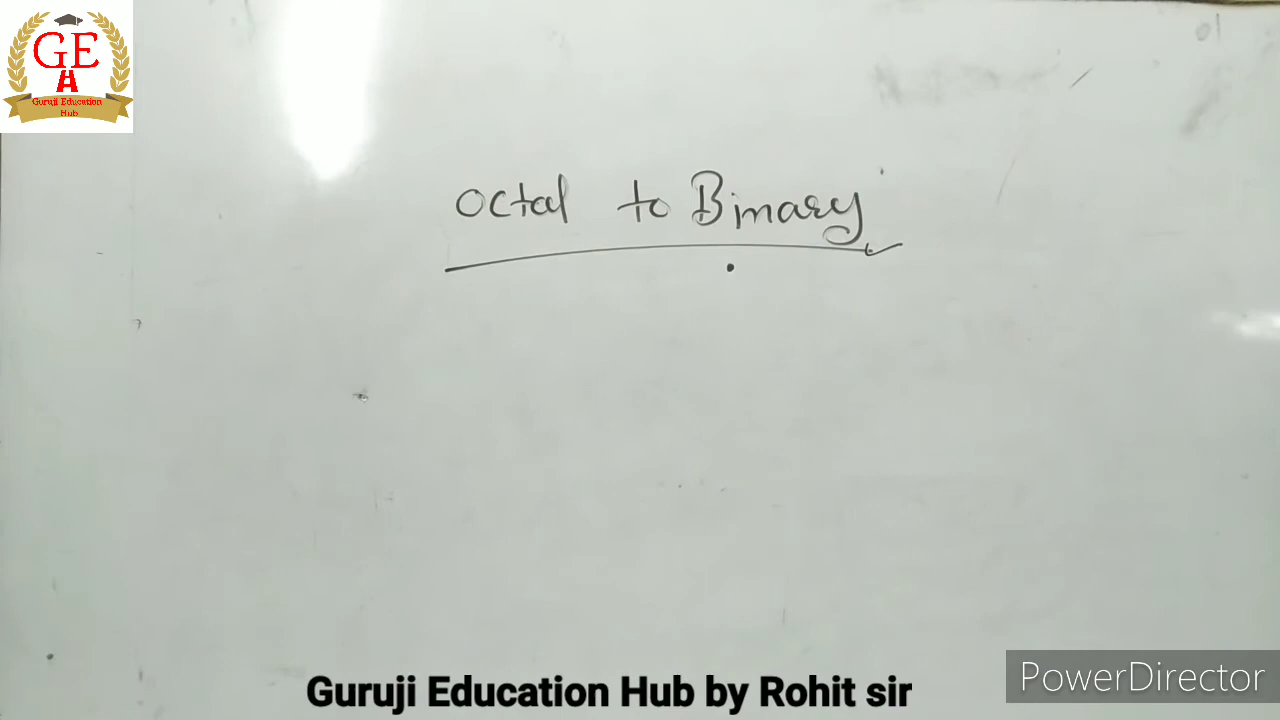 GE
H
Guruji Education
Hub
Octal to Binary
Guruji Education Hub by Rohit sir
PowerDirector